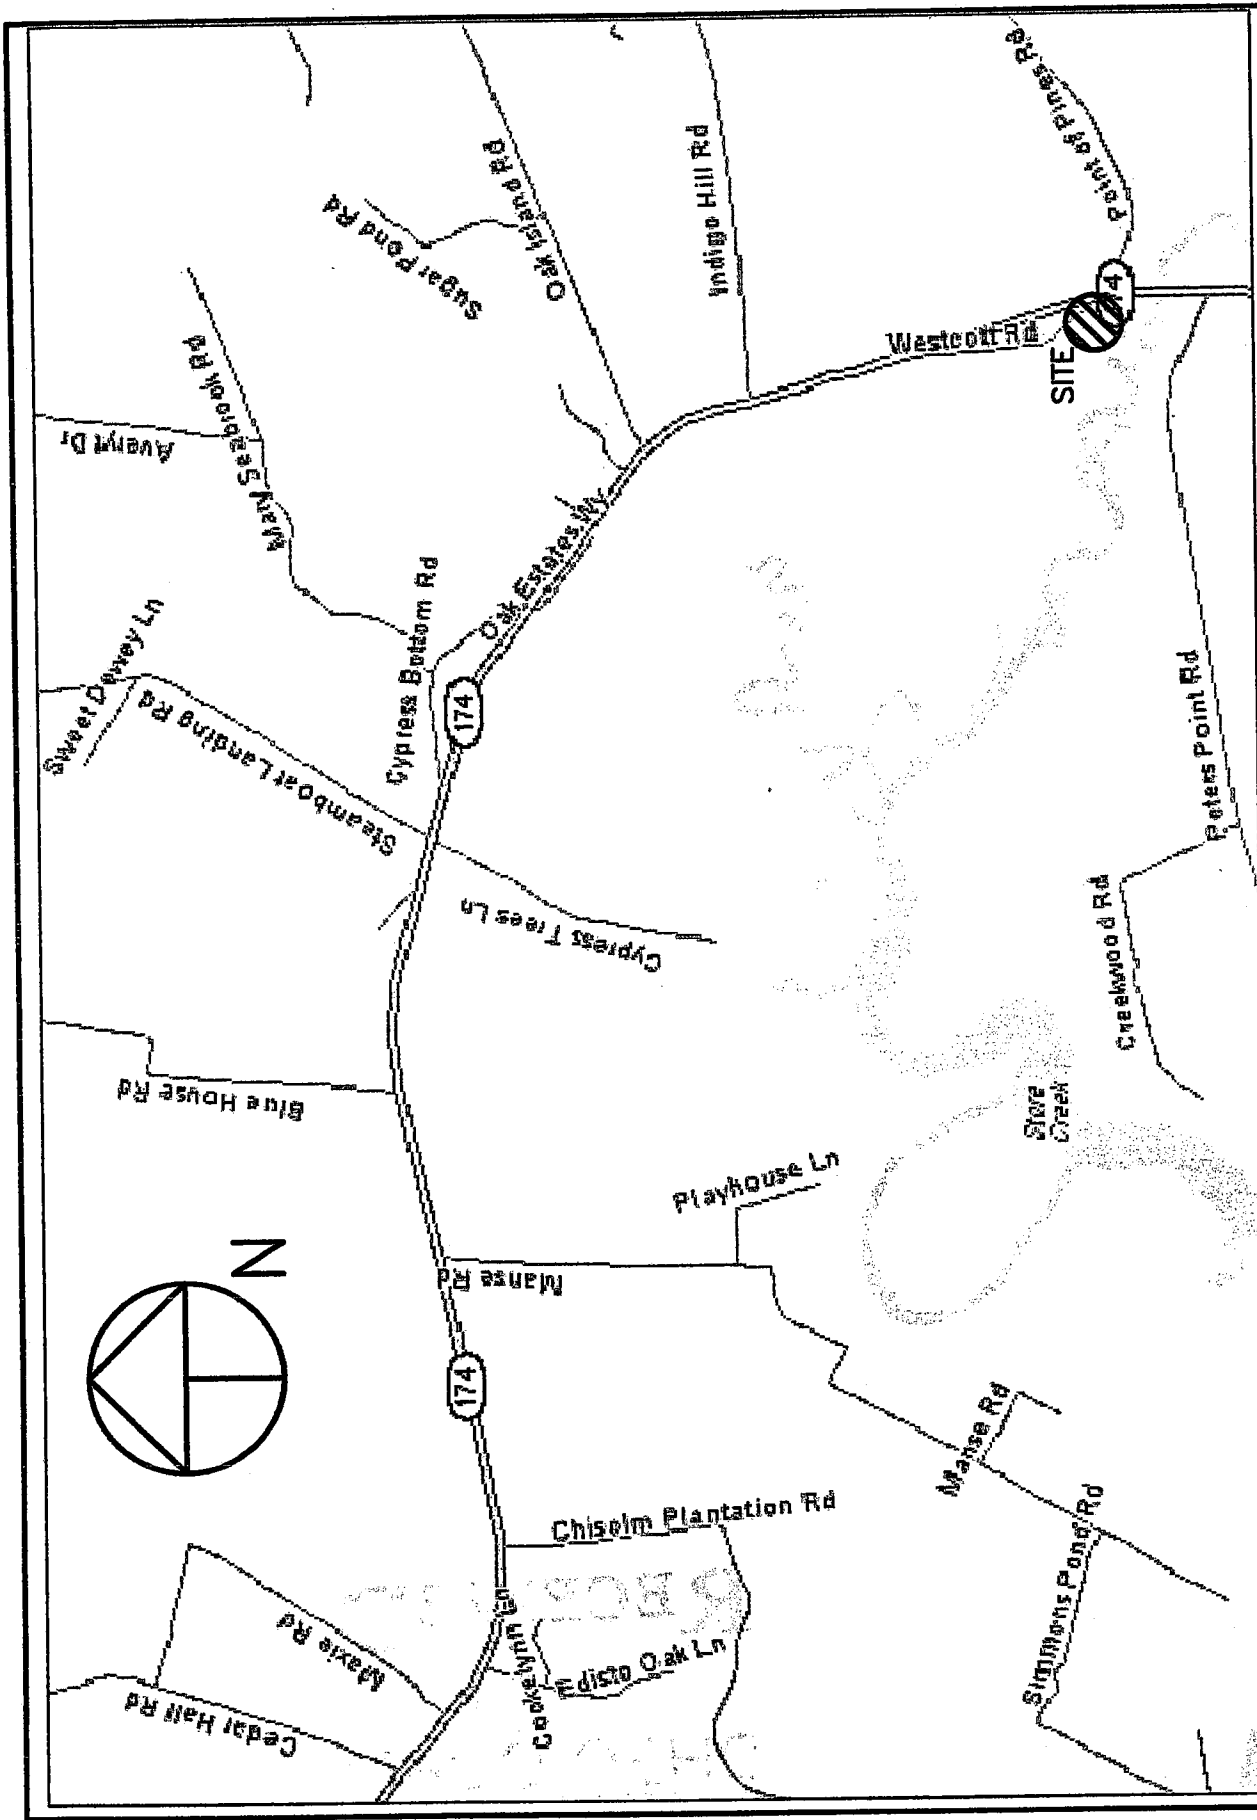 Cedar Hall Rd
Maxie Rd
Cookelynn Ln
Edisto Oak Ln
Chisolm Plantation Rd
174
N
Manse Rd
Playhouse Ln
Manse Rd
Simmons Pond Rd
Blue House Rd
Store
Creek
Creekwood Rd
Peters Point Rd
Cypress Trees Ln
Steamboat Landing Rd
Sweet Dewey Ln
Cypress Bottom Rd
174
Oak Estates Wy
Mary Seabrook Rd
Averyt Dr
Sugar Pond Rd
Oak Island Rd
Indigo Hill Rd
Westcott Rd
SITE
Point of Pines Rd